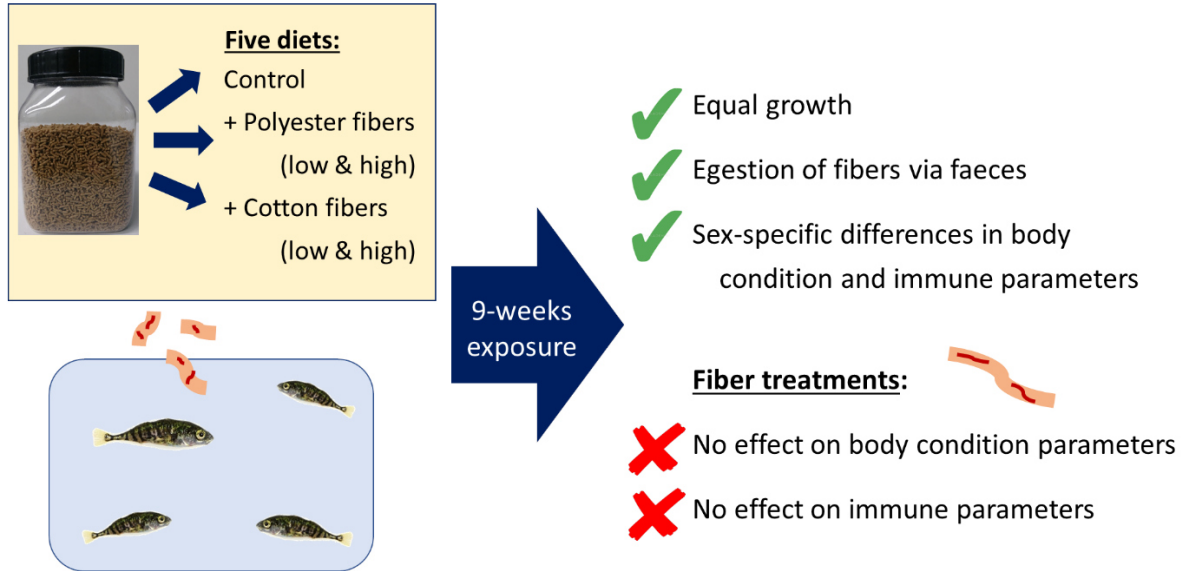 Five diets:
Control
+ Polyester fibers
(low & high)
+ Cotton fibers
(low & high)
9-weeks
exposure
Equal growth
Egestion of fibers via faeces
Sex-specific differences in body
condition and immune parameters
Fiber treatments:
No effect on body condition parameters
No effect on immune parameters